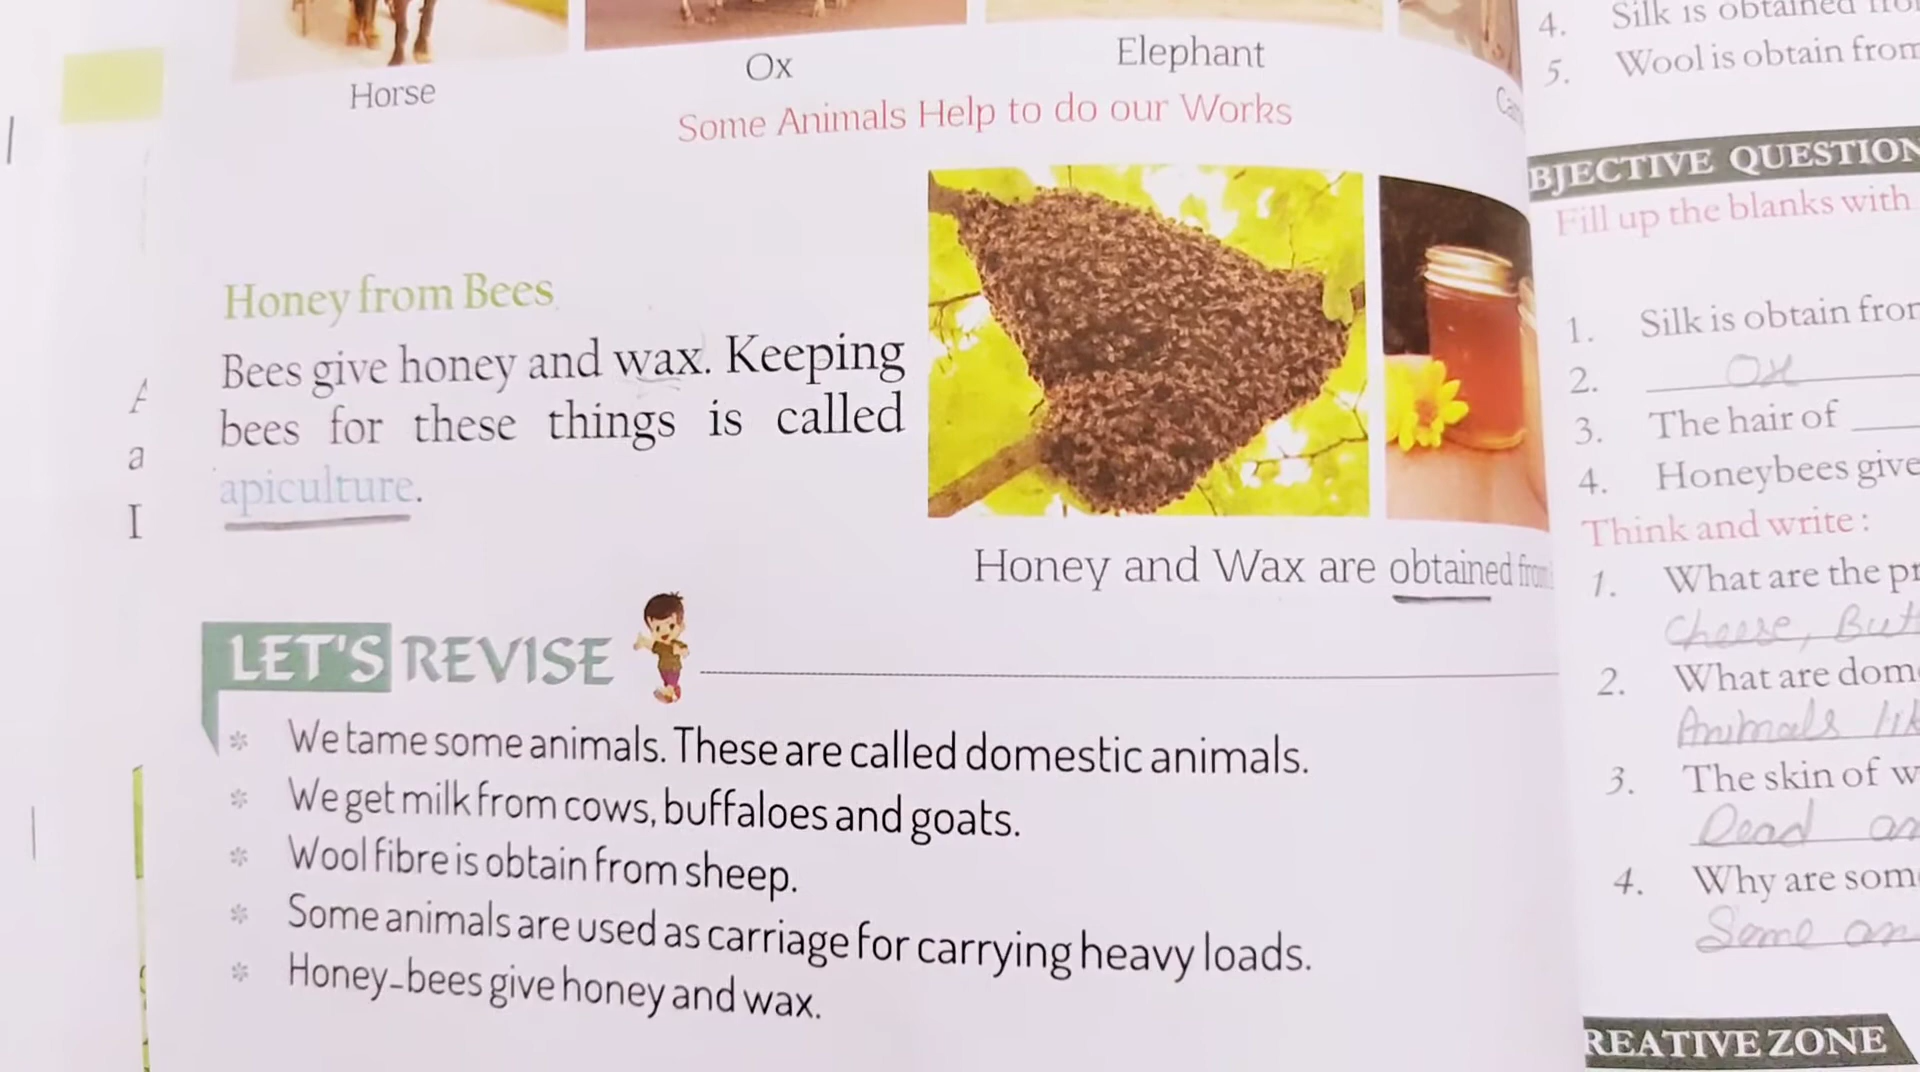 Horse
Ox
Elephant
Some Animals Help to do our Works
Honey from Bees
Bees give honey and wax. Keeping
bees for these things is called
apiculture.
Honey and Wax are obtained from
LET'S REVISE
* We tame some animals. These are called domestic animals.
* We get milk from cows, buffaloes and goats.
* Wool fibre is obtain from sheep.
* Some animals are used as carriage for carrying heavy loads.
* Honey-bees give honey and wax.
4. Silk is obtained
5. Wool is obtain from
BJECTIVE QUESTION
Fill up the blanks with
1. Silk is obtain
2. Ox
3. The hair of
4. Honeybees give
Think and write:
1. What are the
Cheese,
2. What are
Animals
3. The skin of
Dead
4. Why are
Some
REATIVE ZONE